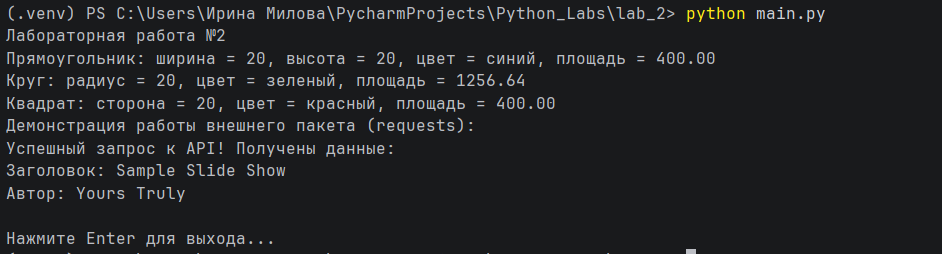 (.venv) PS C:\Users\Ирина Милова\PycharmProjects\Python_Labs\lab_2> python main.py
Лабораторная работа №2
Прямоугольник: ширина = 20, высота = 20, цвет = синий, площадь = 400.00
Круг: радиус = 20, цвет = зеленый, площадь = 1256.64
Квадрат: сторона = 20, цвет = красный, площадь = 400.00
Демонстрация работы внешнего пакета (requests):
Успешный запрос к API! Получены данные:
Заголовок: Sample Slide Show
Автор: Yours Truly
Нажмите Enter для выхода...